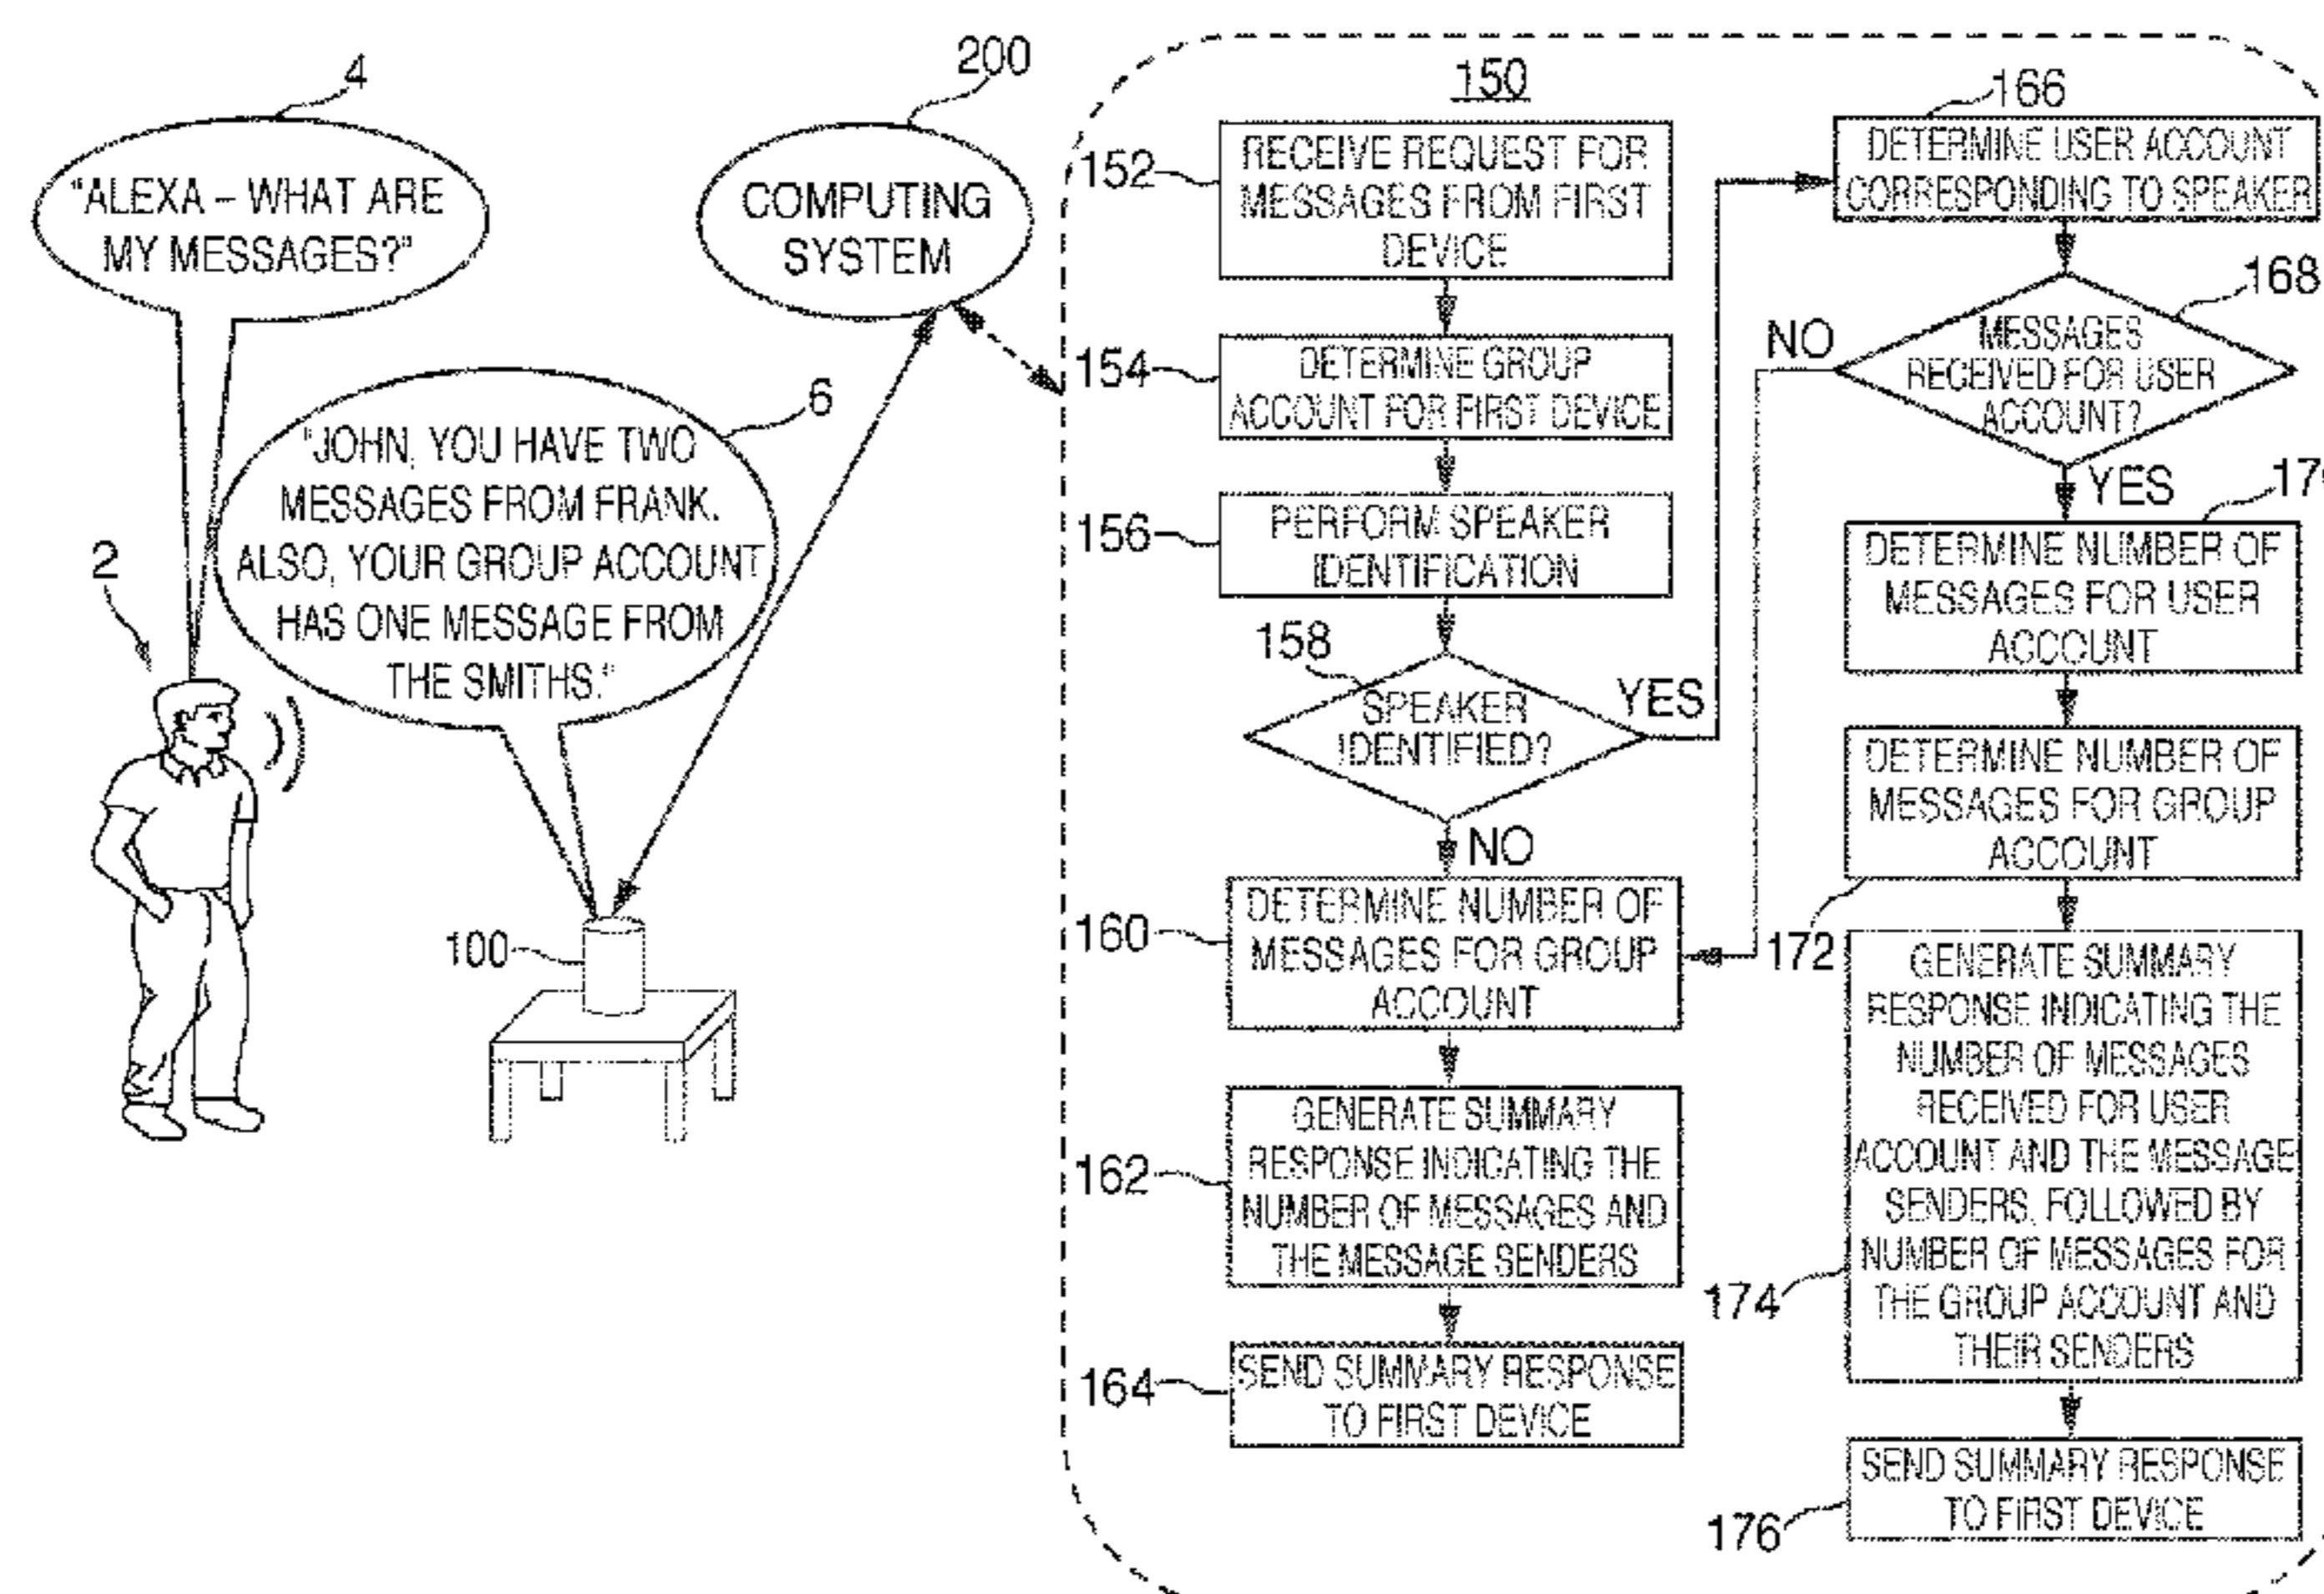 4
"ALEXA – WHAT ARE
MY MESSAGES?"
200
COMPUTING
SYSTEM
6
"JOHN, YOU HAVE TWO
MESSAGES FROM FRANK.
ALSO, YOUR GROUP ACCOUNT
HAS ONE MESSAGE FROM
THE SMITHS."
2
100
150
152
RECEIVE REQUEST FOR
MESSAGES FROM FIRST
DEVICE
154
DETERMINE GROUP
ACCOUNT FOR FIRST DEVICE
156
PERFORM SPEAKER
IDENTIFICATION
158
SPEAKER
IDENTIFIED?
YES
NO
160
DETERMINE NUMBER OF
MESSAGES FOR GROUP
ACCOUNT
162
GENERATE SUMMARY
RESPONSE INDICATING THE
NUMBER OF MESSAGES AND
THE MESSAGE SENDERS
164
SEND SUMMARY RESPONSE
TO FIRST DEVICE
166
DETERMINE USER ACCOUNT
CORRESPONDING TO SPEAKER
168
MESSAGES
RECEIVED FOR USER
ACCOUNT?
NO
YES
DETERMINE NUMBER OF
MESSAGES FOR USER
ACCOUNT
DETERMINE NUMBER OF
MESSAGES FOR GROUP
ACCOUNT
172
GENERATE SUMMARY
RESPONSE INDICATING THE
NUMBER OF MESSAGES
RECEIVED FOR USER
ACCOUNT AND THE MESSAGE
SENDERS, FOLLOWED BY
NUMBER OF MESSAGES FOR
THE GROUP ACCOUNT AND
THEIR SENDERS
174
SEND SUMMARY RESPONSE
TO FIRST DEVICE
176